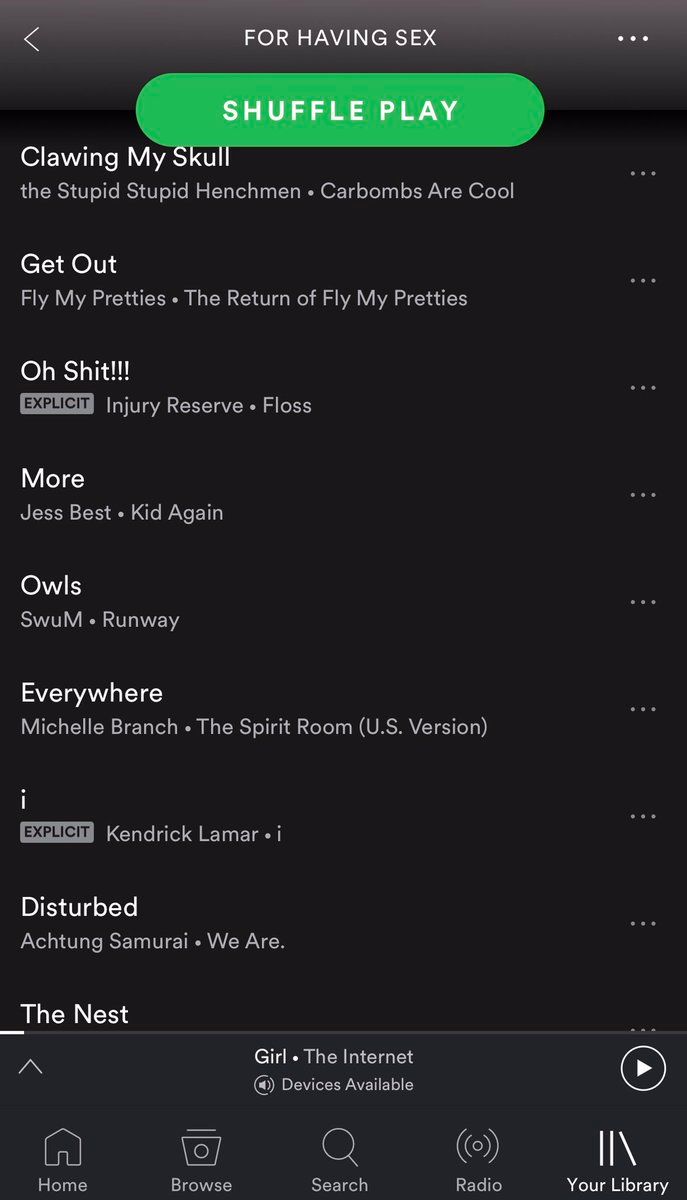 FOR HAVING SEX
SHUFFLE PLAY
Clawing My Skull
the Stupid Stupid Henchmen • Carbombs Are Cool
Get Out
Fly My Pretties • The Return of Fly My Pretties
Oh Shit!!!
EXPLICIT Injury Reserve • Floss
More
Jess Best • Kid Again
Owls
SwuM • Runway
Everywhere
Michelle Branch • The Spirit Room (U.S. Version)
i
EXPLICIT Kendrick Lamar • i
Disturbed
Achtung Samurai • We Are.
The Nest
Girl • The Internet
Devices Available
Home Browse Search Radio Your Library